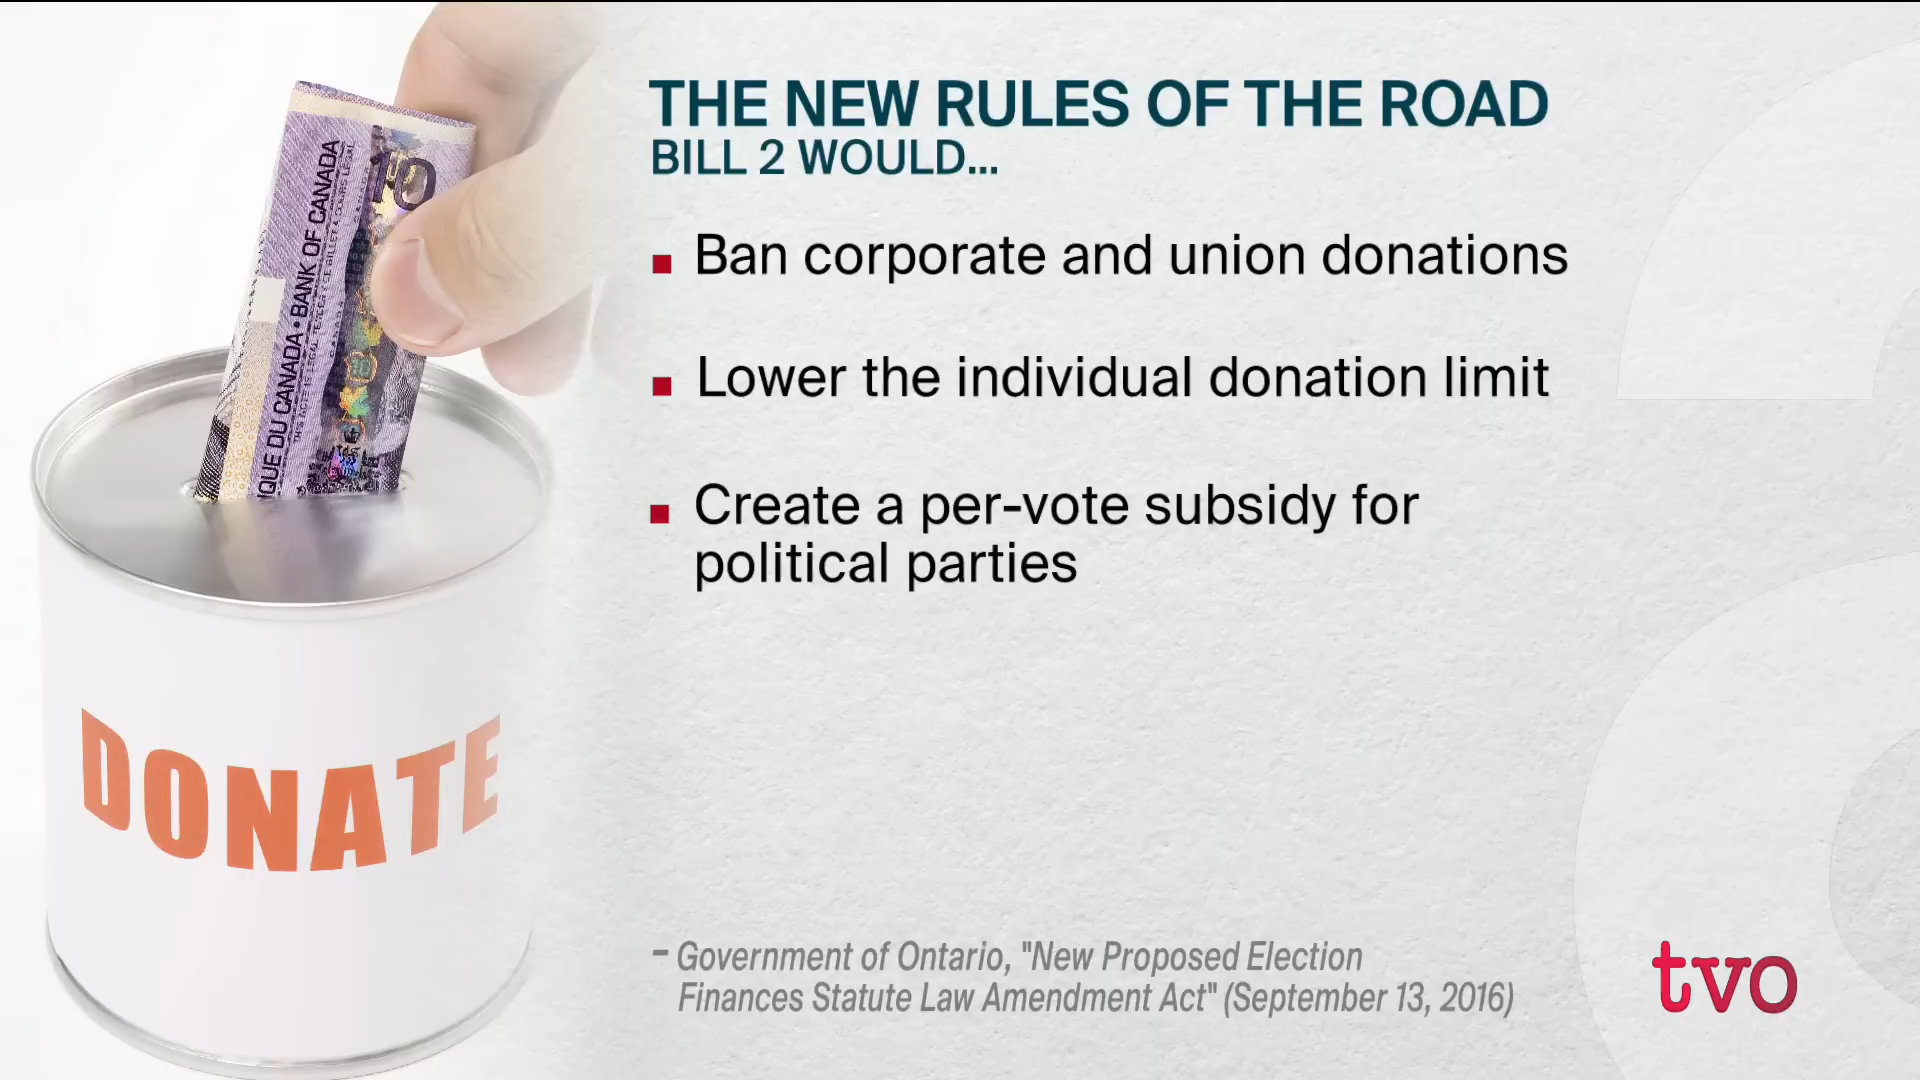 THE NEW RULES OF THE ROAD
BILL 2 WOULD...
Ban corporate and union donations
Lower the individual donation limit
Create a per-vote subsidy for
political parties
– Government of Ontario, "New Proposed Election
Finances Statute Law Amendment Act" (September 13, 2016)
tvo
DONATE
10
QUE DU CANADA • BANK OF CANADA
10